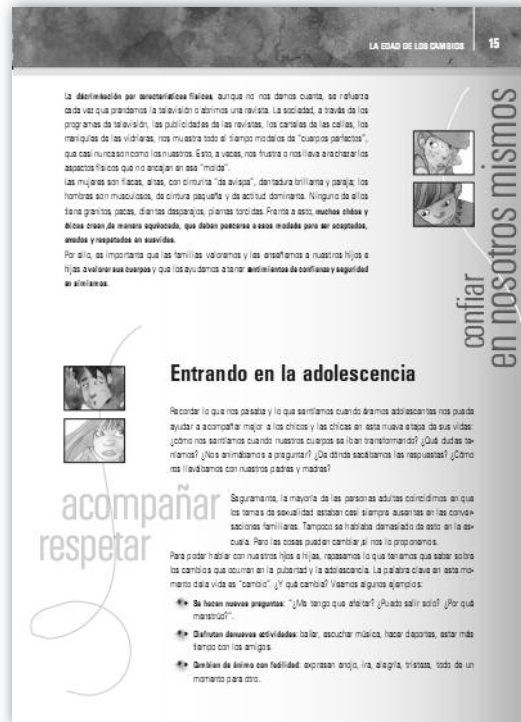 LA EDAD DE LOS CAMBIOS 15
La discriminación por características físicas, aunque no nos damos cuenta, se refuerza
cada vez que prendemos la televisión o abrimos una revista. La sociedad, a través de los
programas de televisión, las publicidades de las revistas, los carteles de las calles, los
maniquíes de las vidrieras, nos muestra todo el tiempo modelos de "cuerpos perfectos",
que casi nunca son como los nuestros. Esto, a veces, nos frustra o nos lleva a rechazar los
aspectos físicos que no encajan en ese "molde".
Las mujeres son flacas, altas, con cinturita "de avispa", dentadura brillante y pareja; los
hombres son musculosos, de cintura pequeña y de actitud dominante. Ninguno de ellos
tiene granitos, pecas, dientes desparejos, piernas torcidas. Frente a esto, muchos chicos y
chicas creen, de manera equivocada, que deben parecerse a esos modelos para ser aceptados,
amados y respetados en sus vidas.
Por ello, es importante que las familias valoremos y les enseñemos a nuestros hijos e
hijas a valorar sus cuerpos y que los ayudemos a tener sentimientos de confianza y seguridad
en sí mismos.
confiar
en nosotros mismos
Entrando en la adolescencia
Recordar lo que nos pasaba y lo que sentíamos cuando éramos adolescentes nos puede
ayudar a acompañar mejor a los chicos y las chicas en esta nueva etapa de sus vidas:
¿cómo nos sentíamos cuando nuestros cuerpos se iban transformando? ¿Qué dudas te-
níamos? ¿Nos animábamos a preguntar? ¿De dónde sacábamos las respuestas? ¿Cómo
nos llevábamos con nuestros padres y madres?
acompañar
respetar
Seguramente, la mayoría de las personas adultas coincidimos en que
los temas de sexualidad estaban casi siempre ausentes en las conver-
saciones familiares. Tampoco se hablaba demasiado de esto en la es-
cuela. Pero las cosas pueden cambiar si nos lo proponemos.
Para poder hablar con nuestros hijos e hijas, repasemos lo que tenemos que saber sobre
los cambios que ocurren en la pubertad y la adolescencia. La palabra clave en este mo-
mento de la vida es "cambio". ¿Y qué cambia? Veamos algunos ejemplos:
Se hacen nuevas preguntas: "¿Me tengo que afeitar? ¿Puedo salir solo? ¿Por qué
menstrúo?".
Disfrutan de nuevas actividades: bailar, escuchar música, hacer deportes, estar más
tiempo con los amigos.
Cambian de ánimo con facilidad: expresan enojo, ira, alegría, tristeza, todo de un
momento para otro.